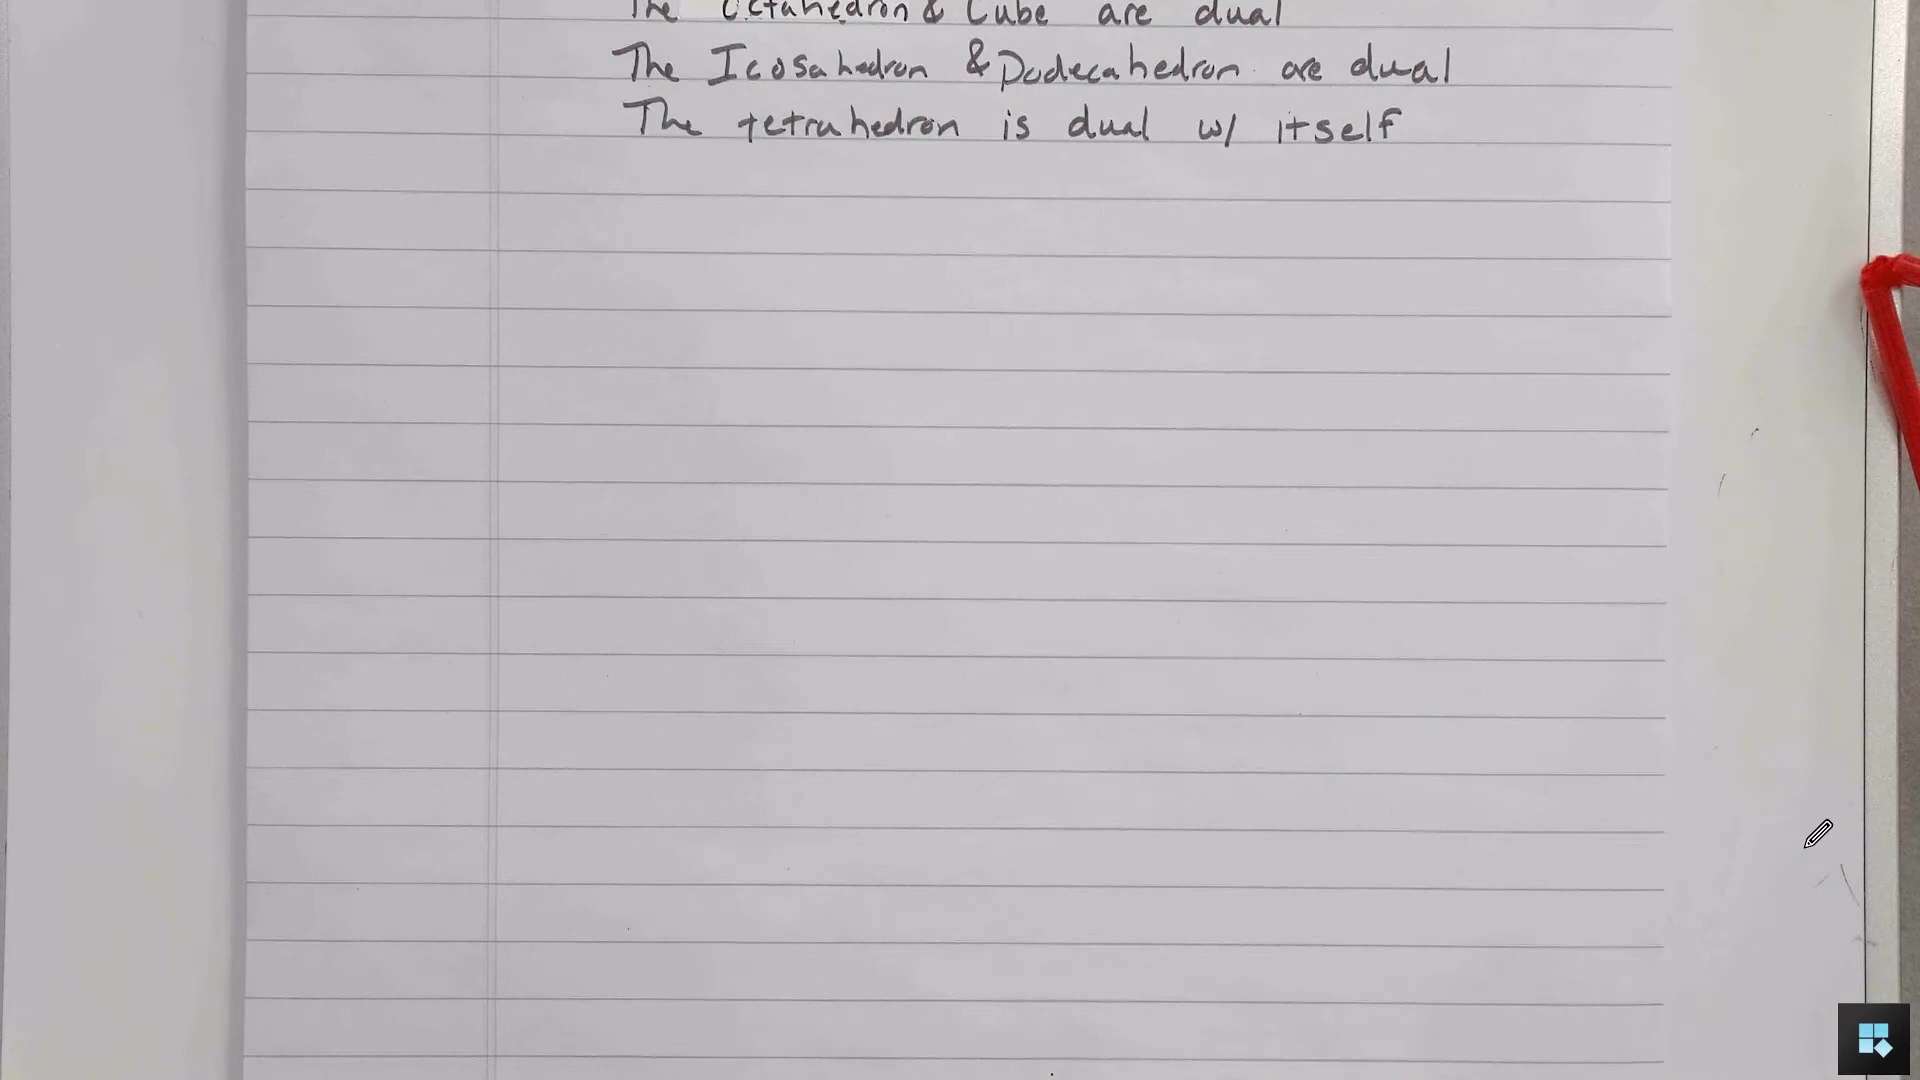 The Octahedron & Cube are dual
The Icosahedron & Dodecahedron are dual
The tetrahedron is dual w/ itself